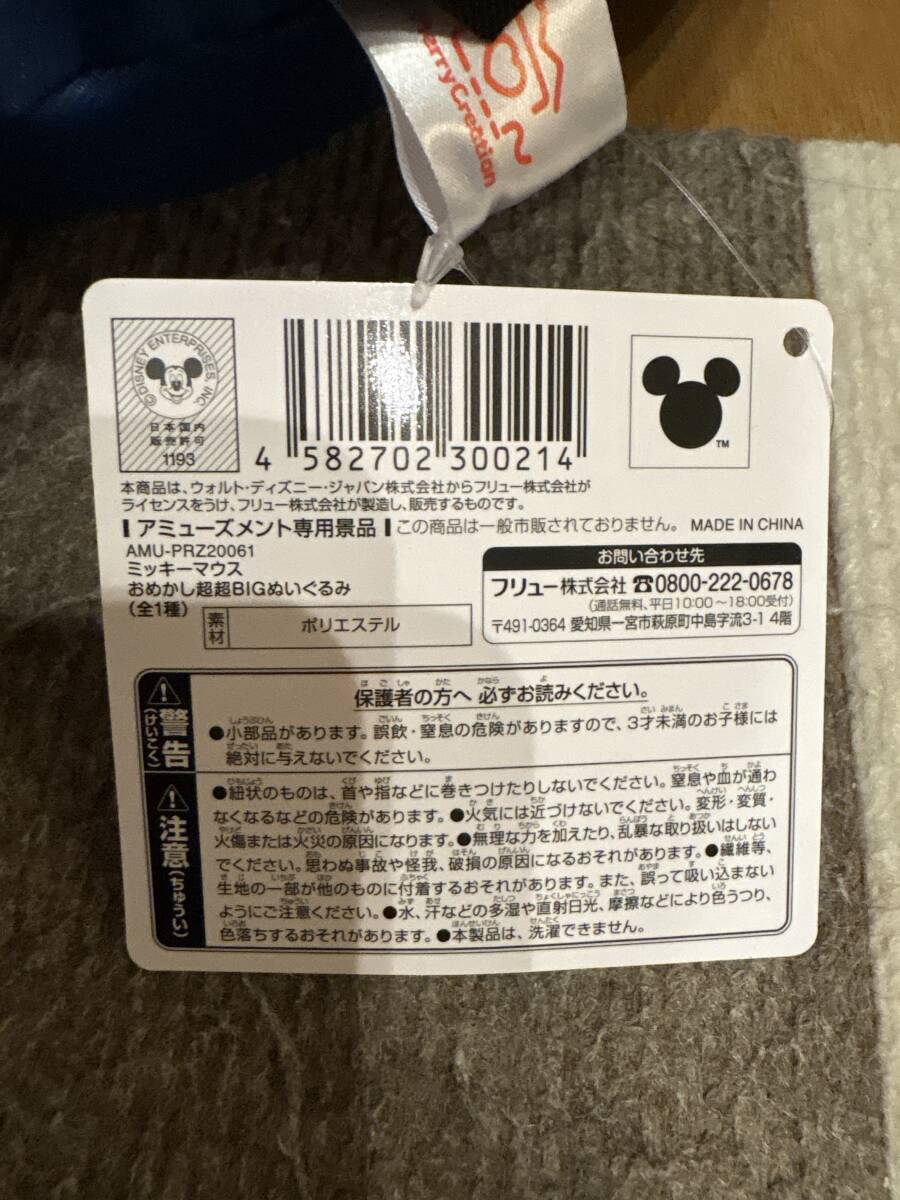 erryCreation
©DISNEY ENTERPRISES, INC
日本国内
販売許可
1193
4 582702 300214
TM
本商品は、ウォルト・ディズニー・ジャパン株式会社からフリュー株式会社が
ライセンスをうけ、フリュー株式会社が製造し、販売するものです。
アミューズメント専用景品 この商品は一般市販されておりません。 MADE IN CHINA
AMU-PRZ20061
ミッキーマウス
おめかし超超BIGぬいぐるみ
(全1種)
素材 ポリエステル
お問い合わせ先
フリュー株式会社 ☎0800-222-0678
(通話無料、平日10:00～18:00受付)
〒491-0364 愛知県一宮市萩原町中島字流3-1 4階
警告(けいこく)
保護者の方へ 必ずお読みください。
●小部品があります。誤飲・窒息の危険がありますので、3才未満のお子様には
絶対に与えないでください。
注意(ちゅうい)
●紐状のものは、首や指などに巻きつけたりしないでください。窒息や血が通わ
なくなるなどの危険があります。●火気には近づけないでください。変形・変質・
火傷または火災の原因になります。●無理な力を加えたり、乱暴な取り扱いはしない
でください。思わぬ事故や怪我、破損の原因になるおそれがあります。●繊維等、
生地の一部が他のものに付着するおそれがあります。また、誤って吸い込まない
ようにご注意ください。●水、汗などの多湿や直射日光、摩擦などにより色うつり、
色落ちするおそれがあります。●本製品は、洗濯できません。